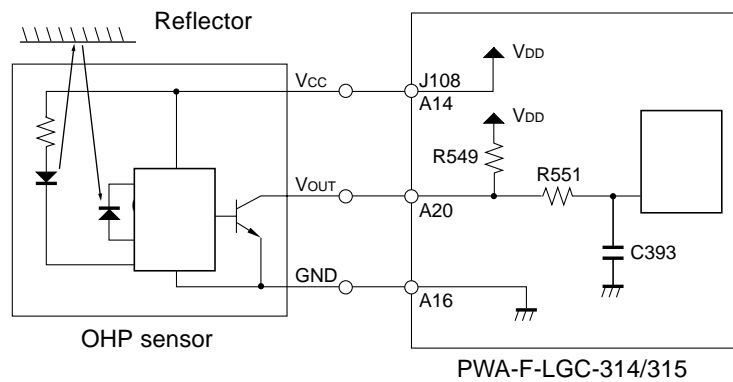 Reflector
VCC
J108
A14
VDD
VDD
R549
R551
VOUT
A20
C393
GND
A16
OHP sensor
PWA-F-LGC-314/315